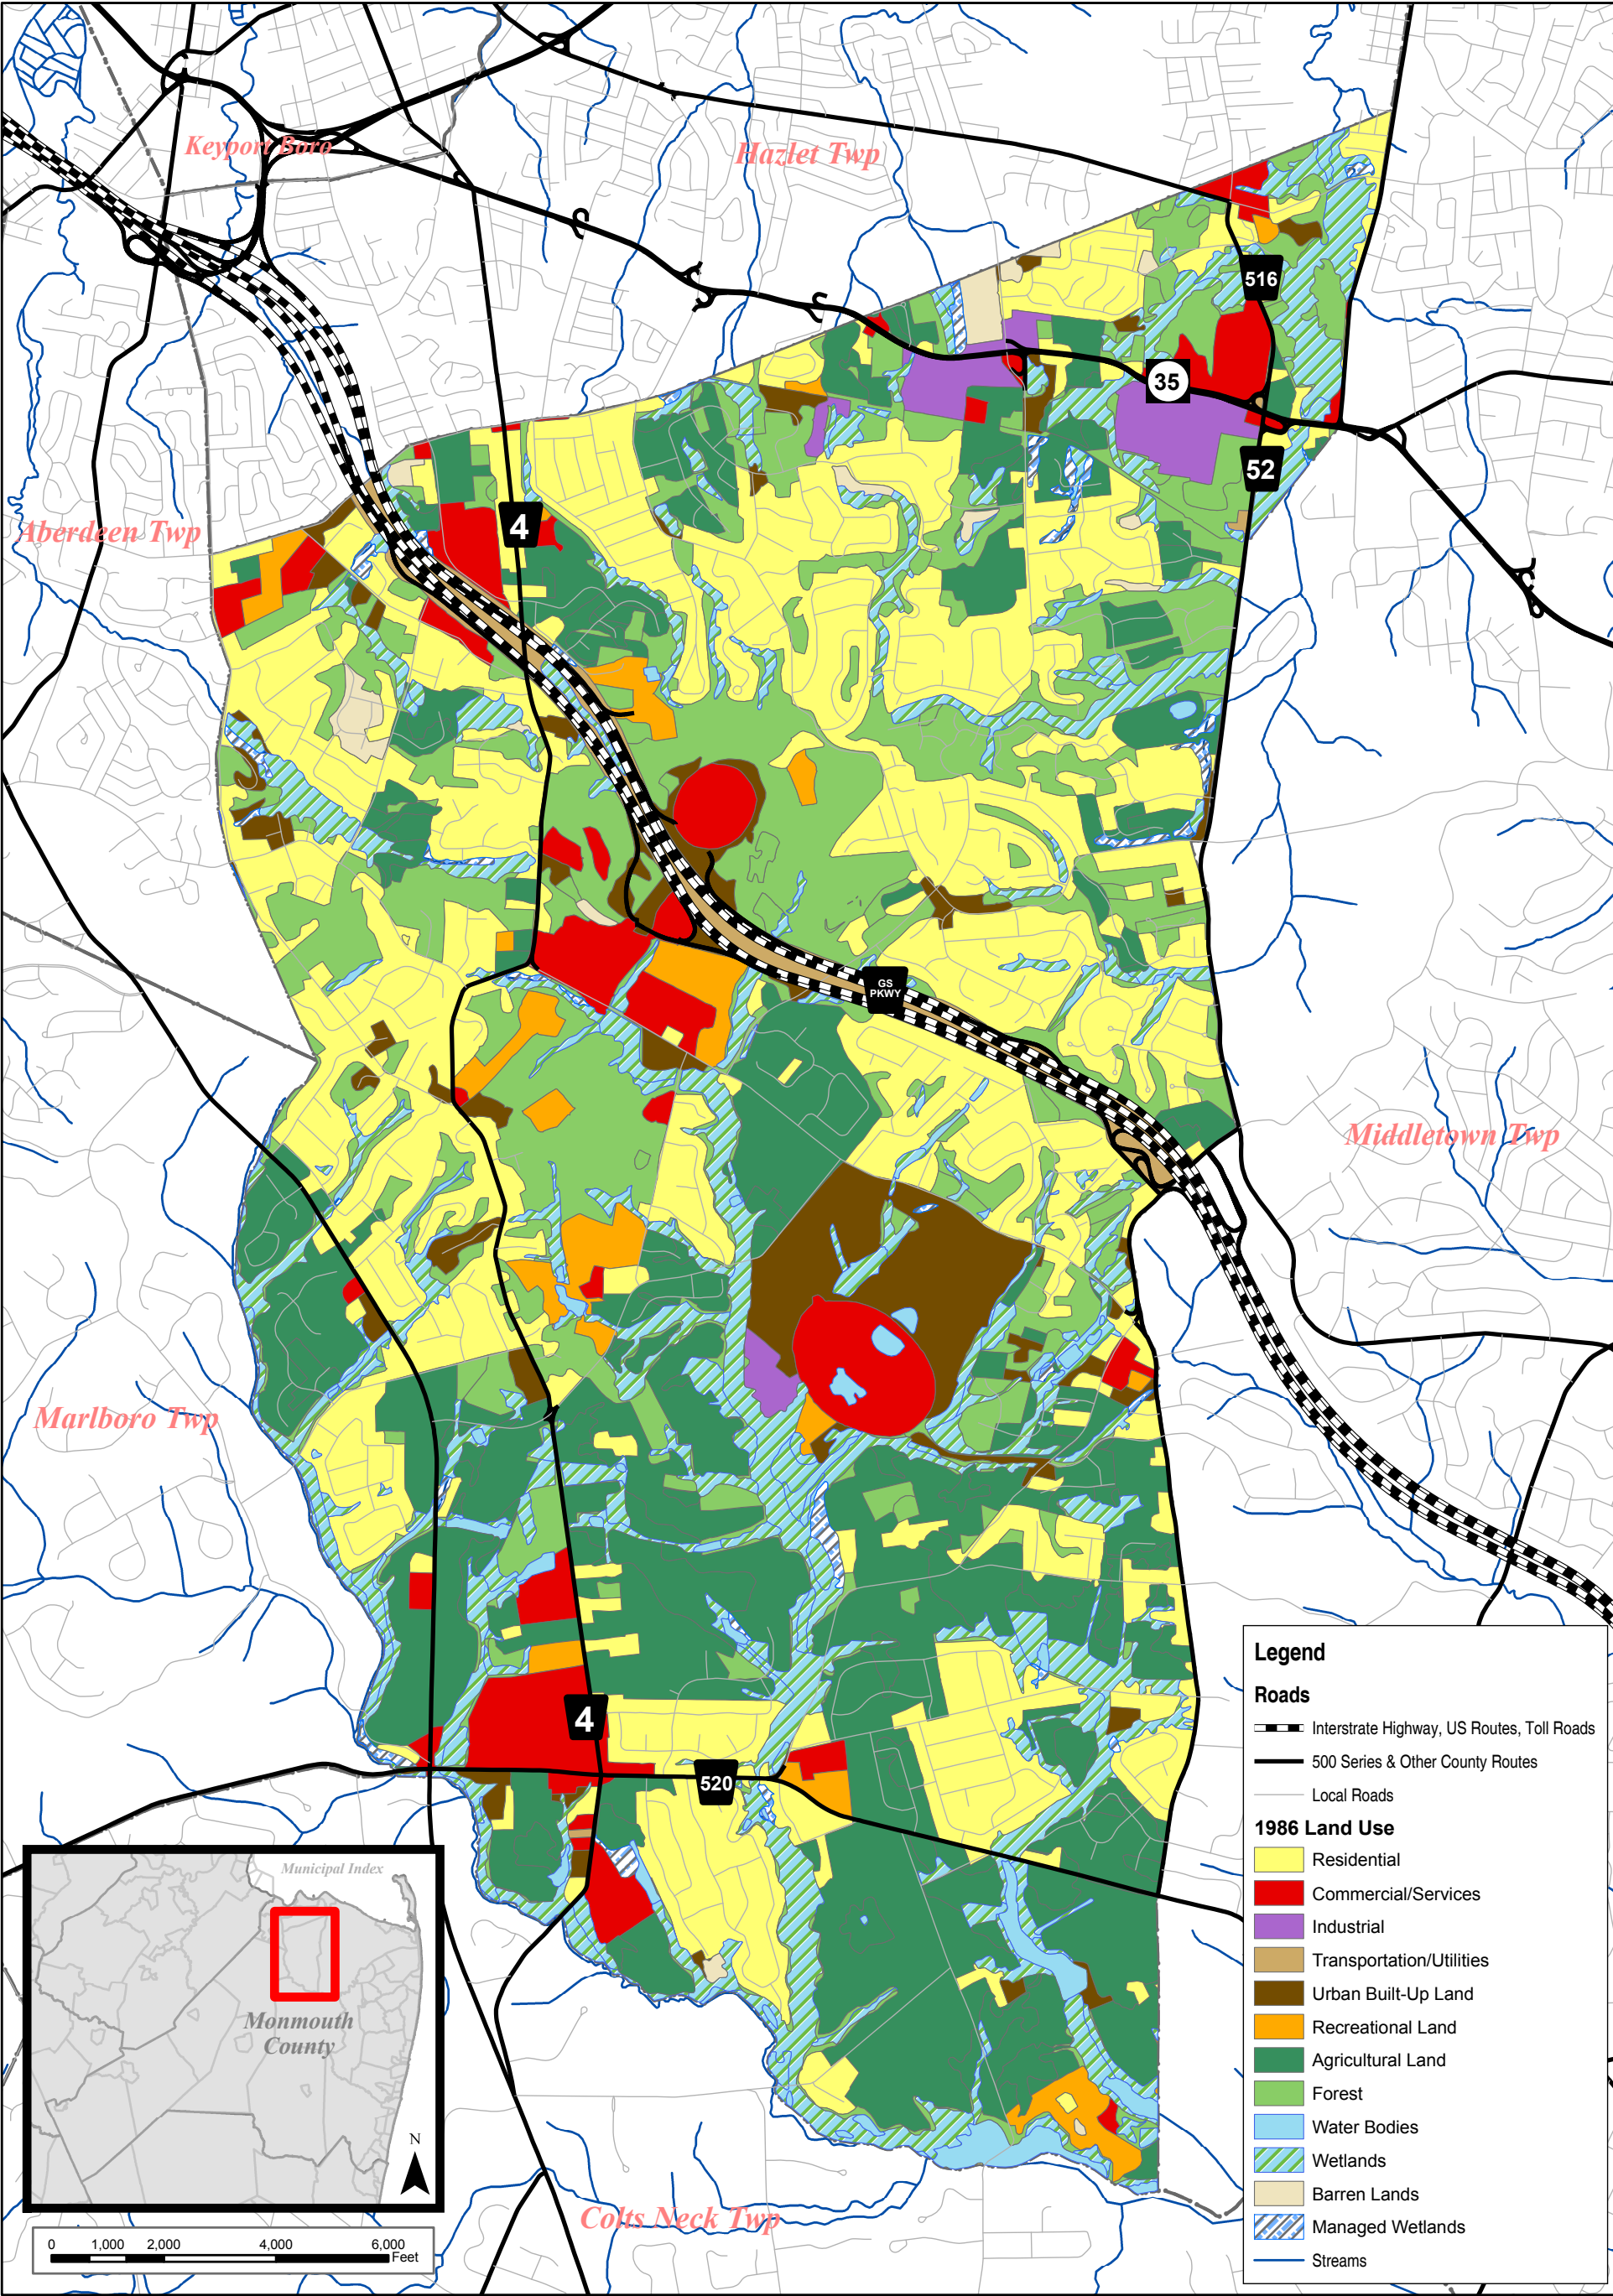 Keyport Boro
Hazlet Twp
516
35
52
4
Aberdeen Twp
GS
PKWY
Middletown Twp
Marlboro Twp
4
520
Colts Neck Twp
Municipal Index
Monmouth
County
N
0 1,000 2,000 4,000 6,000
Feet
Legend
Roads
Interstate Highway, US Routes, Toll Roads
500 Series & Other County Routes
Local Roads
1986 Land Use
Residential
Commercial/Services
Industrial
Transportation/Utilities
Urban Built-Up Land
Recreational Land
Agricultural Land
Forest
Water Bodies
Wetlands
Barren Lands
Managed Wetlands
Streams